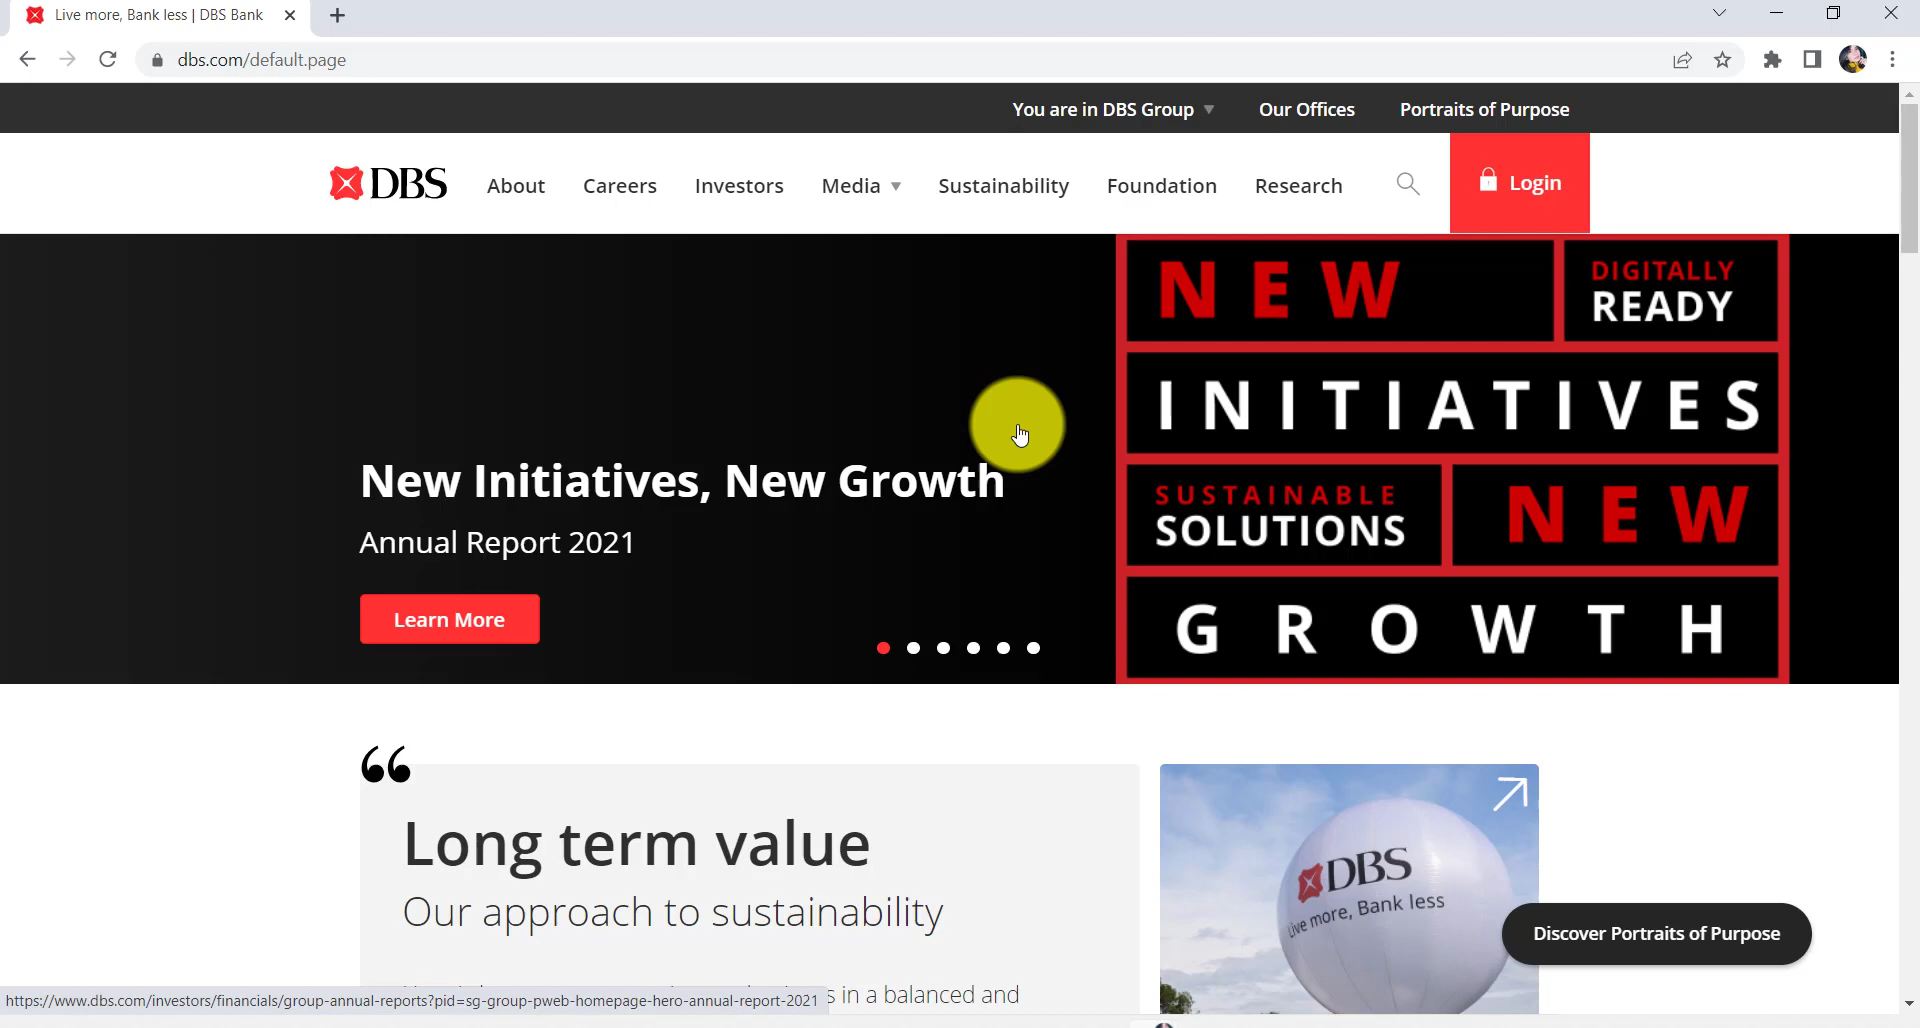 Live more, Bank less | DBS Bank
dbs.com/default.page
You are in DBS Group Our Offices Portraits of Purpose
DBS About Careers Investors Media Sustainability Foundation Research Login
NEW DIGITALLY READY
INITIATIVES
SUSTAINABLE SOLUTIONS NEW
GROWTH
New Initiatives, New Growth
Annual Report 2021
Learn More
“
Long term value
Our approach to sustainability
in a balanced and
DBS
Live more, Bank less
Discover Portraits of Purpose
https://www.dbs.com/investors/financials/group-annual-reports?pid=sg-group-pweb-homepage-hero-annual-report-2021